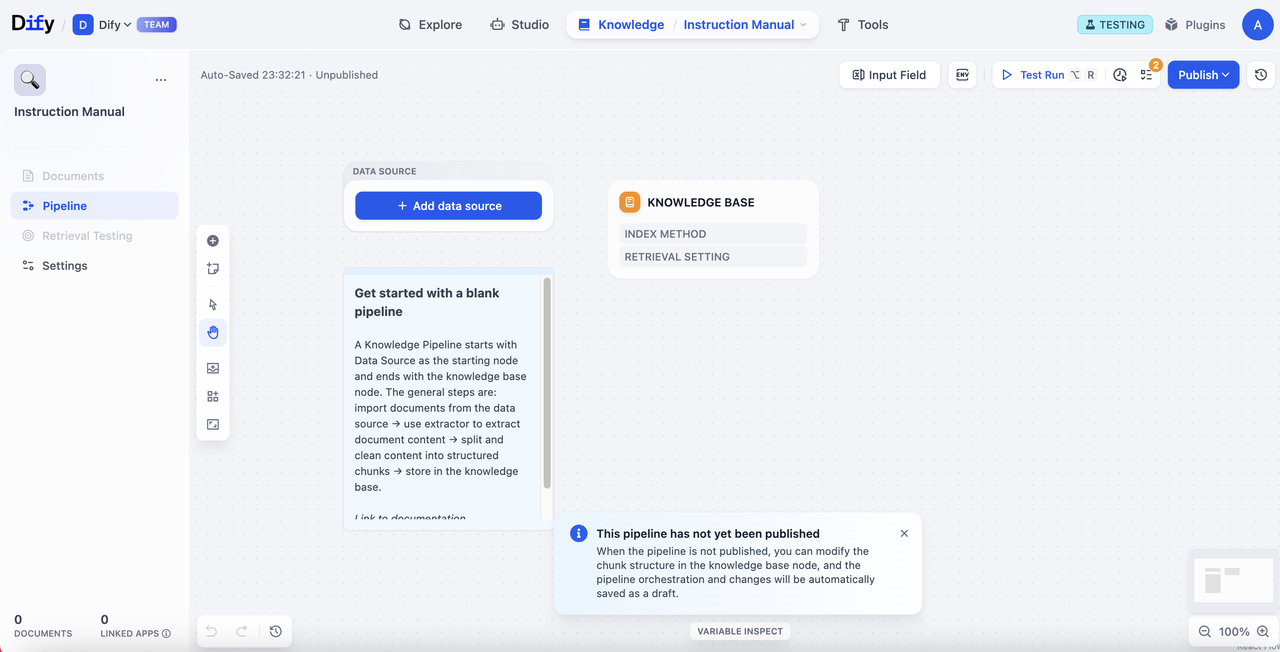 Dify / D Dify TEAM
Explore
Studio
Knowledge / Instruction Manual
Tools
TESTING
Plugins
A
Instruction Manual
Documents
Pipeline
Retrieval Testing
Settings
0
DOCUMENTS
0
LINKED APPS
Auto-Saved 23:32:21 · Unpublished
Input Field
ENV
Test Run ⌥ R
2
Publish
DATA SOURCE
+ Add data source
KNOWLEDGE BASE
INDEX METHOD
RETRIEVAL SETTING
Get started with a blank
pipeline
A Knowledge Pipeline starts with
Data Source as the starting node
and ends with the knowledge base
node. The general steps are:
import documents from the data
source → use extractor to extract
document content → split and
clean content into structured
chunks → store in the knowledge
base.
Link to documentation
This pipeline has not yet been published
When the pipeline is not published, you can modify the
chunk structure in the knowledge base node, and the
pipeline orchestration and changes will be automatically
saved as a draft.
VARIABLE INSPECT
100%
React Flow